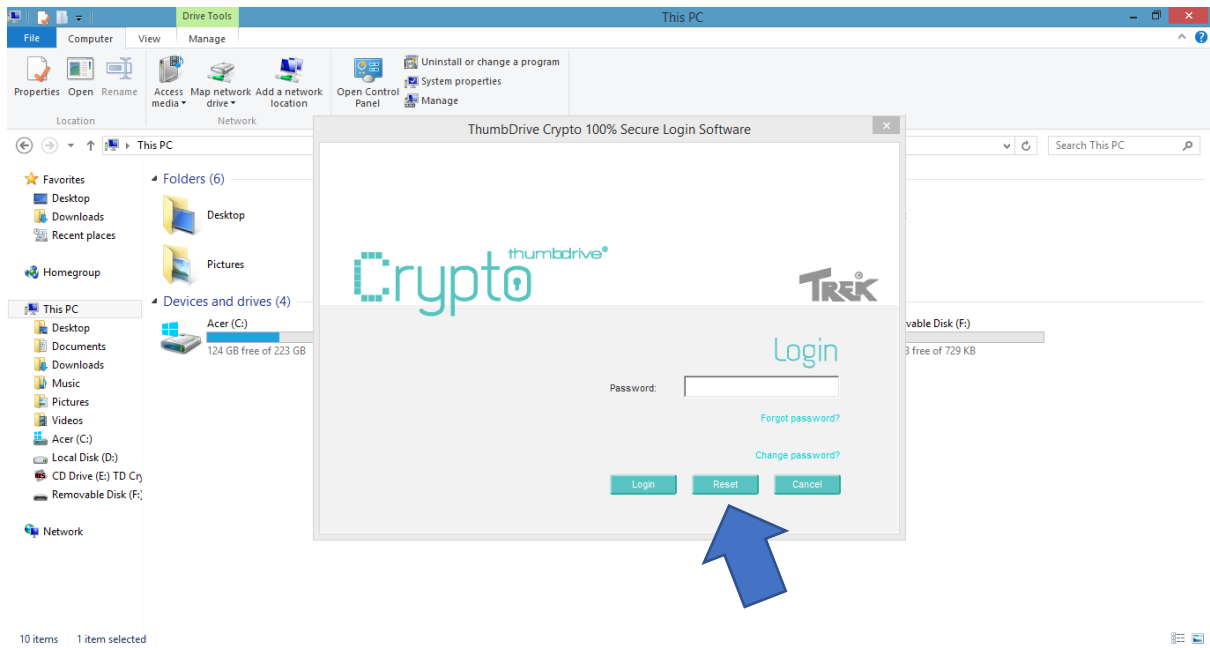 Drive Tools
This PC
File Computer View Manage
Properties Open Rename
Access media
Map network drive
Add a network location
Open Control Panel
Uninstall or change a program
System properties
Manage
Location
Network
This PC
Search This PC
ThumbDrive Crypto 100% Secure Login Software
Favorites
Desktop
Downloads
Recent places
Homegroup
This PC
Desktop
Documents
Downloads
Music
Pictures
Videos
Acer (C:)
Local Disk (D:)
CD Drive (E:) TD Cry
Removable Disk (F:)
Network
Folders (6)
Desktop
Pictures
Devices and drives (4)
Acer (C:)
124 GB free of 223 GB
vable Disk (F:)
free of 729 KB
thumbdrive®
Crypto
TREK®
Login
Password:
Forgot password?
Change password?
Login Reset Cancel
10 items 1 item selected